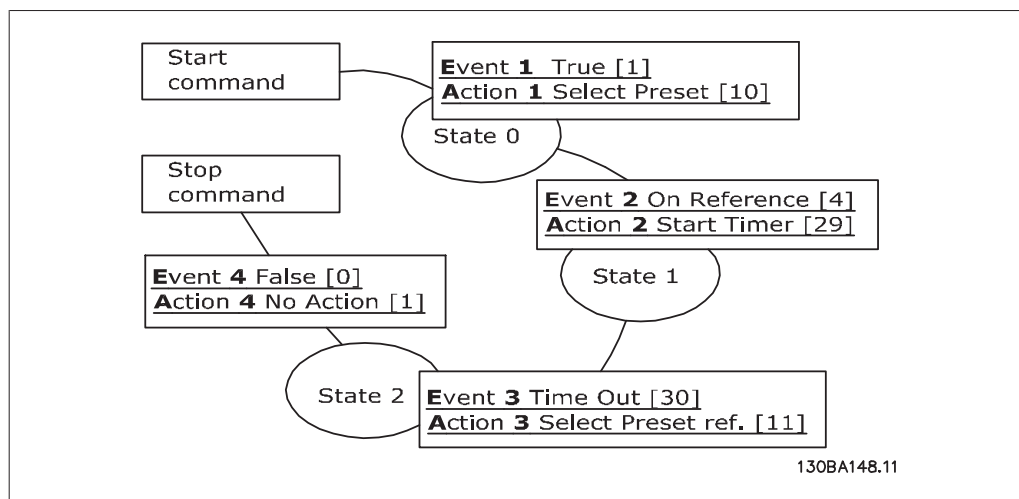 Start
command
Event 1 True [1]
Action 1 Select Preset [10]
State 0
Stop
command
Event 2 On Reference [4]
Action 2 Start Timer [29]
State 1
Event 4 False [0]
Action 4 No Action [1]
State 2
Event 3 Time Out [30]
Action 3 Select Preset ref. [11]
130BA148.11